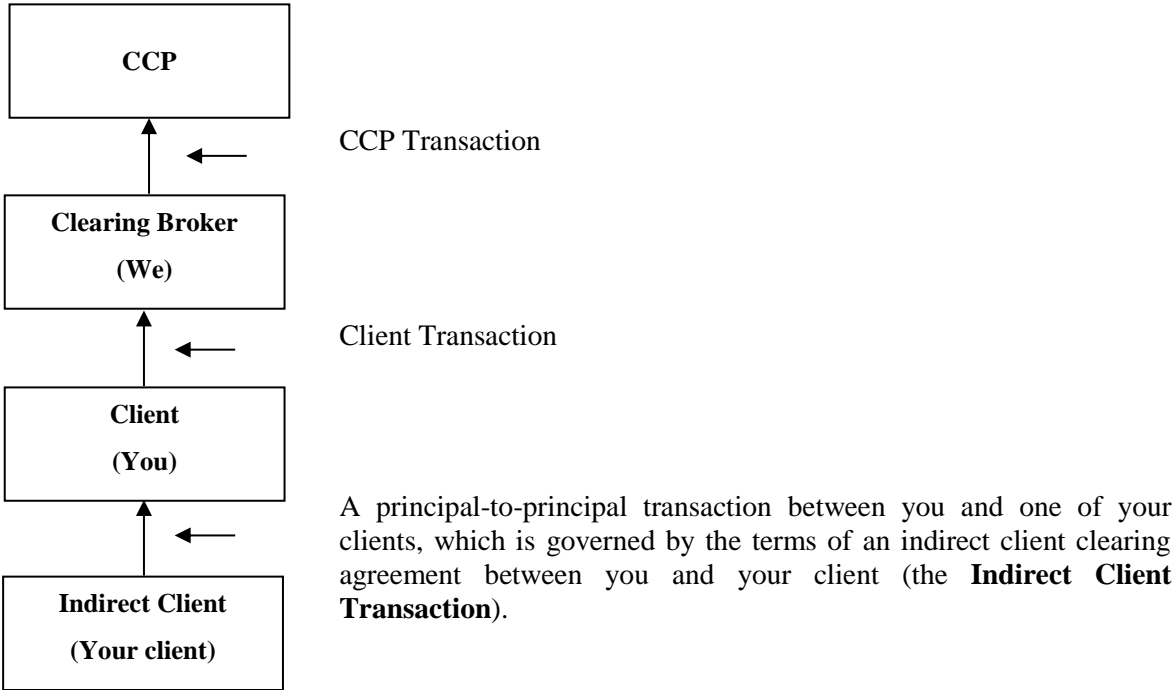 CCP
CCP Transaction
Clearing Broker
(We)
Client Transaction
Client
(You)
A principal-to-principal transaction between you and one of your
clients, which is governed by the terms of an indirect client clearing
agreement between you and your client (the Indirect Client
Transaction).
Indirect Client
(Your client)